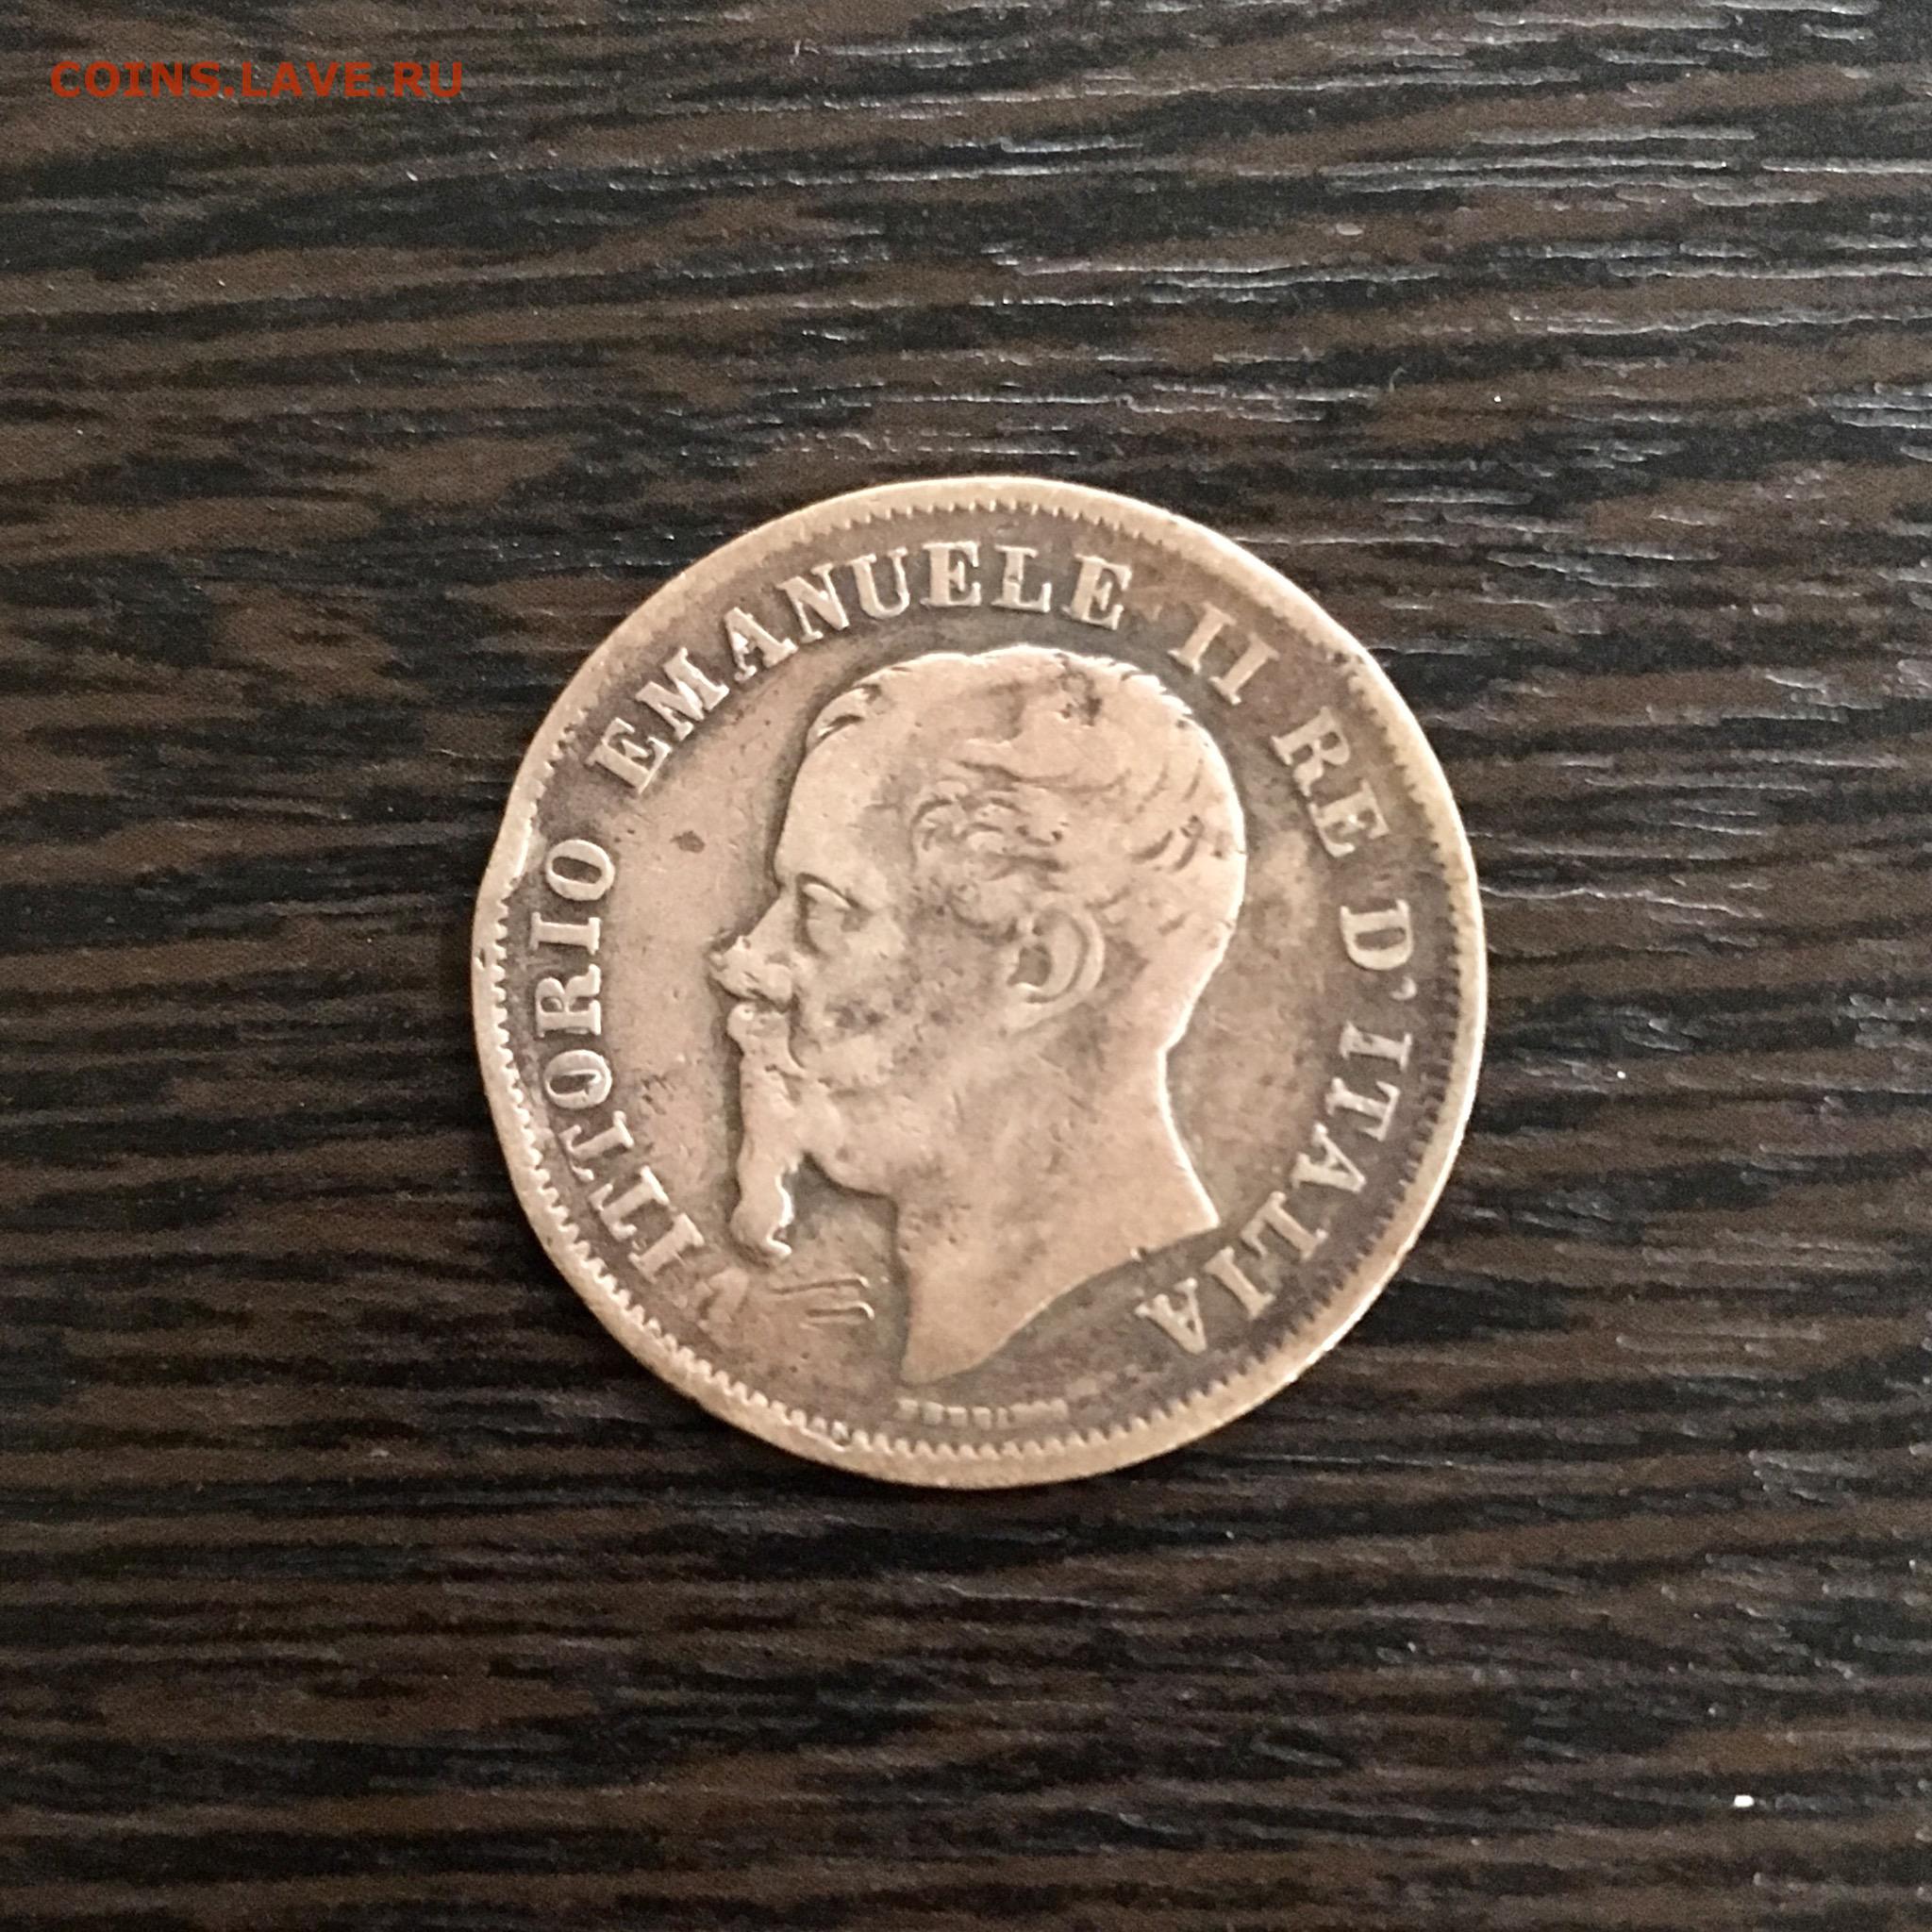 COINS.LAVE.RU
VITTORIO EMANUELE II RE D'ITALIA